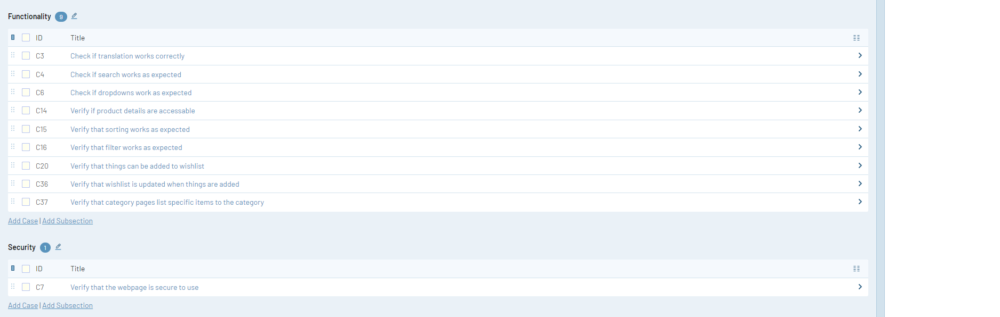 Functionality 9
ID Title
C3 Check if translation works correctly
C4 Check if search works as expected
C6 Check if dropdowns work as expected
C14 Verify if product details are accessable
C15 Verify that sorting works as expected
C16 Verify that filter works as expected
C20 Verify that things can be added to wishlist
C36 Verify that wishlist is updated when things are added
C37 Verify that category pages list specific items to the category
Add Case | Add Subsection
Security 1
ID Title
C7 Verify that the webpage is secure to use
Add Case | Add Subsection